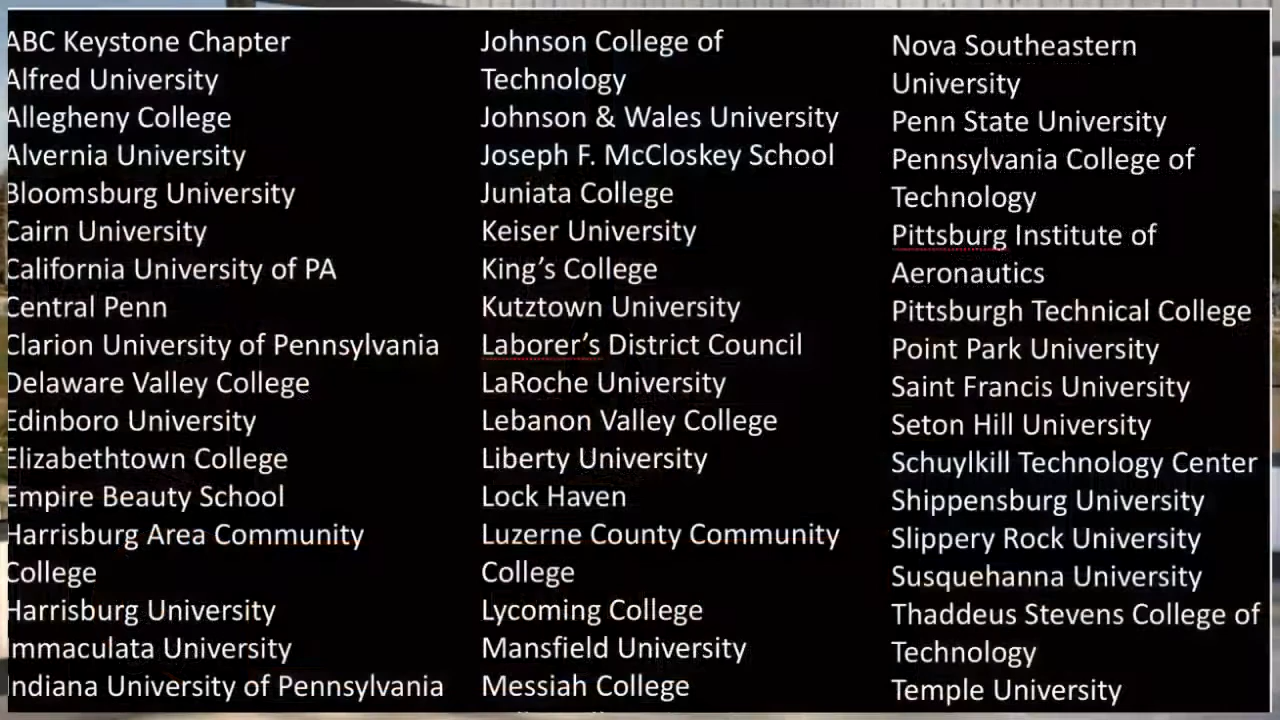 ABC Keystone Chapter
Alfred University
Allegheny College
Alvernia University
Bloomsburg University
Cairn University
California University of PA
Central Penn
Clarion University of Pennsylvania
Delaware Valley College
Edinboro University
Elizabethtown College
Empire Beauty School
Harrisburg Area Community
College
Harrisburg University
Immaculata University
Indiana University of Pennsylvania
Johnson College of
Technology
Johnson & Wales University
Joseph F. McCloskey School
Juniata College
Keiser University
King’s College
Kutztown University
Laborer’s District Council
LaRoche University
Lebanon Valley College
Liberty University
Lock Haven
Luzerne County Community
College
Lycoming College
Mansfield University
Messiah College
Nova Southeastern
University
Penn State University
Pennsylvania College of
Technology
Pittsburg Institute of
Aeronautics
Pittsburgh Technical College
Point Park University
Saint Francis University
Seton Hill University
Schuylkill Technology Center
Shippensburg University
Slippery Rock University
Susquehanna University
Thaddeus Stevens College of
Technology
Temple University